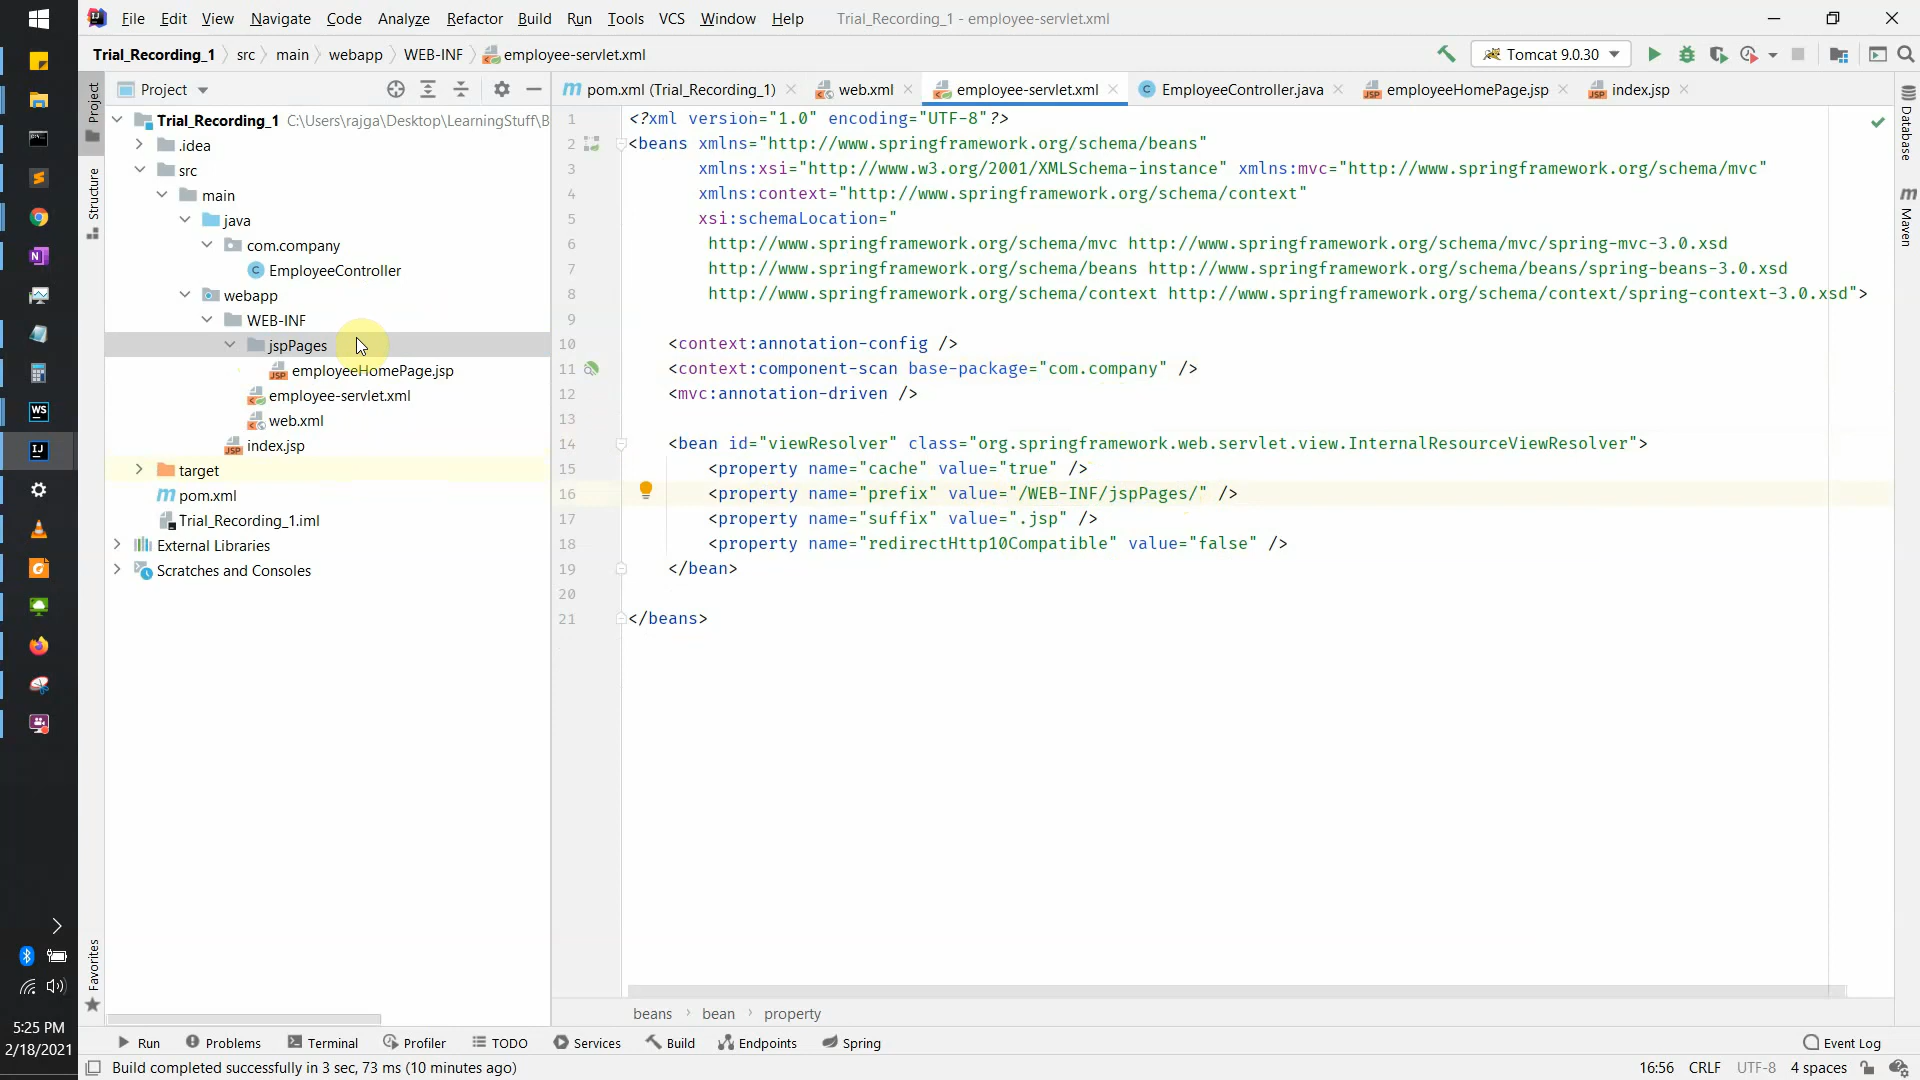 File Edit View Navigate Code Analyze Refactor Build Run Tools VCS Window Help Trial_Recording_1 - employee-servlet.xml
Trial_Recording_1 src main webapp WEB-INF employee-servlet.xml Tomcat 9.0.30
Project
pom.xml (Trial_Recording_1) web.xml employee-servlet.xml EmployeeController.java employeeHomePage.jsp index.jsp
Project
Structure
Favorites
Database
Maven
Trial_Recording_1 C:\Users\rajga\Desktop\LearningStuff\B
.idea
src
main
java
com.company
EmployeeController
webapp
WEB-INF
jspPages
employeeHomePage.jsp
employee-servlet.xml
web.xml
index.jsp
target
pom.xml
Trial_Recording_1.iml
External Libraries
Scratches and Consoles
1 <?xml version="1.0" encoding="UTF-8"?>
2 <beans xmlns="http://www.springframework.org/schema/beans"
3 xmlns:xsi="http://www.w3.org/2001/XMLSchema-instance" xmlns:mvc="http://www.springframework.org/schema/mvc"
4 xmlns:context="http://www.springframework.org/schema/context"
5 xsi:schemaLocation="
6 http://www.springframework.org/schema/mvc http://www.springframework.org/schema/mvc/spring-mvc-3.0.xsd
7 http://www.springframework.org/schema/beans http://www.springframework.org/schema/beans/spring-beans-3.0.xsd
8 http://www.springframework.org/schema/context http://www.springframework.org/schema/context/spring-context-3.0.xsd">
9
10 <context:annotation-config />
11 <context:component-scan base-package="com.company" />
12 <mvc:annotation-driven />
13
14 <bean id="viewResolver" class="org.springframework.web.servlet.view.InternalResourceViewResolver">
15 <property name="cache" value="true" />
16 <property name="prefix" value="/WEB-INF/jspPages/" />
17 <property name="suffix" value=".jsp" />
18 <property name="redirectHttp10Compatible" value="false" />
19 </bean>
20
21 </beans>
beans bean property
Run Problems Terminal Profiler TODO Services Build Endpoints Spring Event Log
Build completed successfully in 3 sec, 73 ms (10 minutes ago) 16:56 CRLF UTF-8 4 spaces
WS
IJ
5:25 PM
2/18/2021